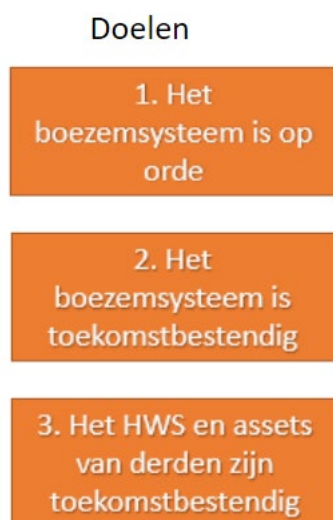 Doelen
1. Het
boezemsysteem is op
orde
2. Het
boezemsysteem is
toekomstbestendig
3. Het HWS en assets
van derden zijn
toekomstbestendig